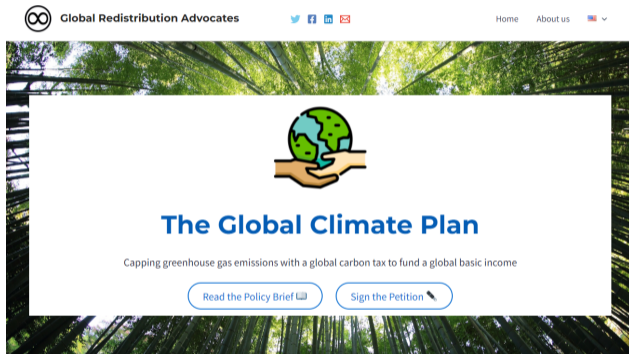 Global Redistribution Advocates
Home About us
The Global Climate Plan
Capping greenhouse gas emissions with a global carbon tax to fund a global basic income
Read the Policy Brief 📖 Sign the Petition ✒️